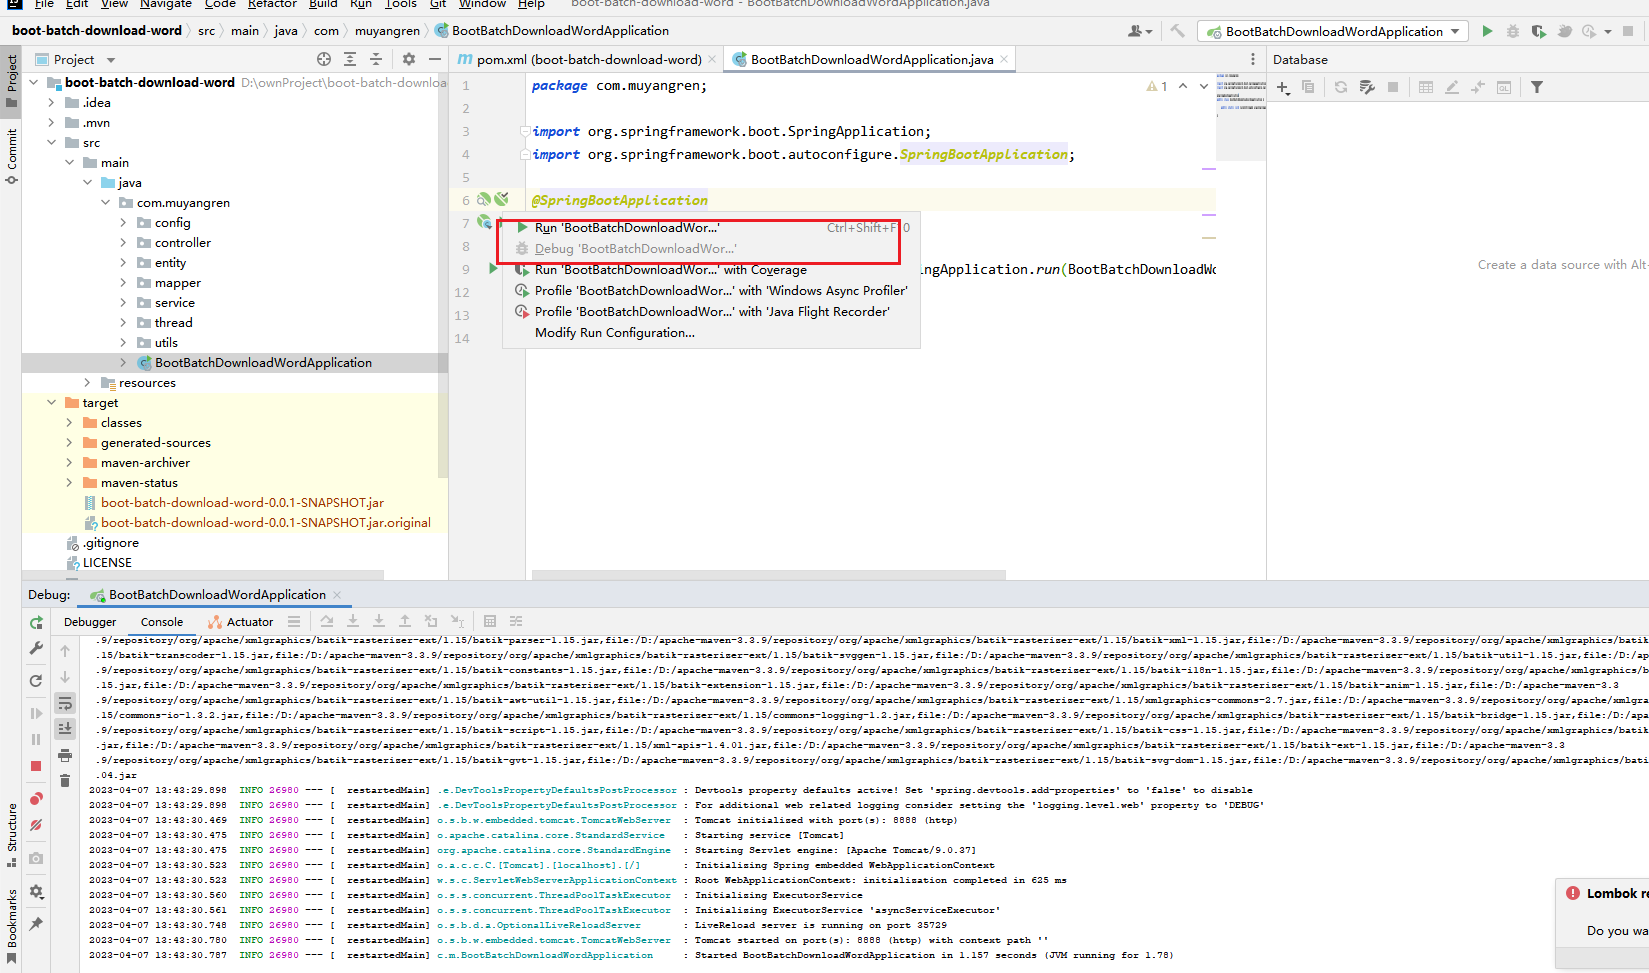 File Edit View Navigate Code Refactor Build Run Tools Git Window Help boot-batch-download-word - BootBatchDownloadWordApplication.java
boot-batch-download-word src main java com muyangren BootBatchDownloadWordApplication
BootBatchDownloadWordApplication
Project
Commit
Structure
Bookmarks
Project
boot-batch-download-word D:\ownProject\boot-batch-downloa
.idea
.mvn
src
main
java
com.muyangren
config
controller
entity
mapper
service
thread
utils
BootBatchDownloadWordApplication
resources
target
classes
generated-sources
maven-archiver
maven-status
boot-batch-download-word-0.0.1-SNAPSHOT.jar
boot-batch-download-word-0.0.1-SNAPSHOT.jar.original
.gitignore
LICENSE
pom.xml (boot-batch-download-word)
BootBatchDownloadWordApplication.java
1 package com.muyangren;
2
3 import org.springframework.boot.SpringApplication;
4 import org.springframework.boot.autoconfigure.SpringBootApplication;
5
6 @SpringBootApplication
7
8
9 ingApplication.run(BootBatchDownloadWo
12
13
14
1
Run 'BootBatchDownloadWor...' Ctrl+Shift+F10
Debug 'BootBatchDownloadWor...'
Run 'BootBatchDownloadWor...' with Coverage
Profile 'BootBatchDownloadWor...' with 'Windows Async Profiler'
Profile 'BootBatchDownloadWor...' with 'Java Flight Recorder'
Modify Run Configuration...
Database
Create a data source with Alt-
Debug: BootBatchDownloadWordApplication
Debugger Console Actuator
.9/repository/org/apache/xmlgraphics/batik-rasterizer-ext/1.15/batik-parser-1.15.jar,file:/D:/apache-maven-3.3.9/repository/org/apache/xmlgraphics/batik-rasterizer-ext/1.15/batik-xml-1.15.jar,file:/D:/apache-maven-3.3.9/repository/org/apache/xmlgraphics/batik
.15/batik-transcoder-1.15.jar,file:/D:/apache-maven-3.3.9/repository/org/apache/xmlgraphics/batik-rasterizer-ext/1.15/batik-svggen-1.15.jar,file:/D:/apache-maven-3.3.9/repository/org/apache/xmlgraphics/batik-rasterizer-ext/1.15/batik-util-1.15.jar,file:/D:/ap
.9/repository/org/apache/xmlgraphics/batik-rasterizer-ext/1.15/batik-constants-1.15.jar,file:/D:/apache-maven-3.3.9/repository/org/apache/xmlgraphics/batik-rasterizer-ext/1.15/batik-i18n-1.15.jar,file:/D:/apache-maven-3.3.9/repository/org/apache/xmlgraphics/b
.15.jar,file:/D:/apache-maven-3.3.9/repository/org/apache/xmlgraphics/batik-rasterizer-ext/1.15/batik-extension-1.15.jar,file:/D:/apache-maven-3.3.9/repository/org/apache/xmlgraphics/batik-rasterizer-ext/1.15/batik-anim-1.15.jar,file:/D:/apache-maven-3.3
.9/repository/org/apache/xmlgraphics/batik-rasterizer-ext/1.15/batik-awt-util-1.15.jar,file:/D:/apache-maven-3.3.9/repository/org/apache/xmlgraphics/batik-rasterizer-ext/1.15/xmlgraphics-commons-2.7.jar,file:/D:/apache-maven-3.3.9/repository/org/apache/xmlgra
.15/commons-io-1.3.2.jar,file:/D:/apache-maven-3.3.9/repository/org/apache/xmlgraphics/batik-rasterizer-ext/1.15/commons-logging-1.2.jar,file:/D:/apache-maven-3.3.9/repository/org/apache/xmlgraphics/batik-rasterizer-ext/1.15/batik-bridge-1.15.jar,file:/D:/apa
.9/repository/org/apache/xmlgraphics/batik-rasterizer-ext/1.15/batik-script-1.15.jar,file:/D:/apache-maven-3.3.9/repository/org/apache/xmlgraphics/batik-rasterizer-ext/1.15/batik-css-1.15.jar,file:/D:/apache-maven-3.3.9/repository/org/apache/xmlgraphics/bati
.jar,file:/D:/apache-maven-3.3.9/repository/org/apache/xmlgraphics/batik-rasterizer-ext/1.15/xml-apis-1.4.01.jar,file:/D:/apache-maven-3.3.9/repository/org/apache/xmlgraphics/batik-rasterizer-ext/1.15/batik-ext-1.15.jar,file:/D:/apache-maven-3.3
.9/repository/org/apache/xmlgraphics/batik-rasterizer-ext/1.15/batik-gvt-1.15.jar,file:/D:/apache-maven-3.3.9/repository/org/apache/xmlgraphics/batik-rasterizer-ext/1.15/batik-svg-dom-1.15.jar,file:/D:/apache-maven-3.3.9/repository/org/apache/xmlgraphics/bati
.04.jar
2023-04-07 13:43:29.898 INFO 26980 --- [ restartedMain] .e.DevToolsPropertyDefaultsPostProcessor : Devtools property defaults active! Set 'spring.devtools.add-properties' to 'false' to disable
2023-04-07 13:43:29.898 INFO 26980 --- [ restartedMain] .e.DevToolsPropertyDefaultsPostProcessor : For additional web related logging consider setting the 'logging.level.web' property to 'DEBUG'
2023-04-07 13:43:30.469 INFO 26980 --- [ restartedMain] o.s.b.w.embedded.tomcat.TomcatWebServer : Tomcat initialized with port(s): 8888 (http)
2023-04-07 13:43:30.475 INFO 26980 --- [ restartedMain] o.apache.catalina.core.StandardService : Starting service [Tomcat]
2023-04-07 13:43:30.475 INFO 26980 --- [ restartedMain] org.apache.catalina.core.StandardEngine : Starting Servlet engine: [Apache Tomcat/9.0.37]
2023-04-07 13:43:30.523 INFO 26980 --- [ restartedMain] o.a.c.c.C.[Tomcat].[localhost].[/] : Initializing Spring embedded WebApplicationContext
2023-04-07 13:43:30.523 INFO 26980 --- [ restartedMain] w.s.c.ServletWebServerApplicationContext : Root WebApplicationContext: initialization completed in 625 ms
2023-04-07 13:43:30.560 INFO 26980 --- [ restartedMain] o.s.s.concurrent.ThreadPoolTaskExecutor : Initializing ExecutorService
2023-04-07 13:43:30.561 INFO 26980 --- [ restartedMain] o.s.s.concurrent.ThreadPoolTaskExecutor : Initializing ExecutorService 'asyncServiceExecutor'
2023-04-07 13:43:30.748 INFO 26980 --- [ restartedMain] o.s.b.d.a.OptionalLiveReloadServer : LiveReload server is running on port 35729
2023-04-07 13:43:30.780 INFO 26980 --- [ restartedMain] o.s.b.w.embedded.tomcat.TomcatWebServer : Tomcat started on port(s): 8888 (http) with context path ''
2023-04-07 13:43:30.787 INFO 26980 --- [ restartedMain] c.m.BootBatchDownloadWordApplication : Started BootBatchDownloadWordApplication in 1.157 seconds (JVM running for 1.78)
Lombok re
Do you wa